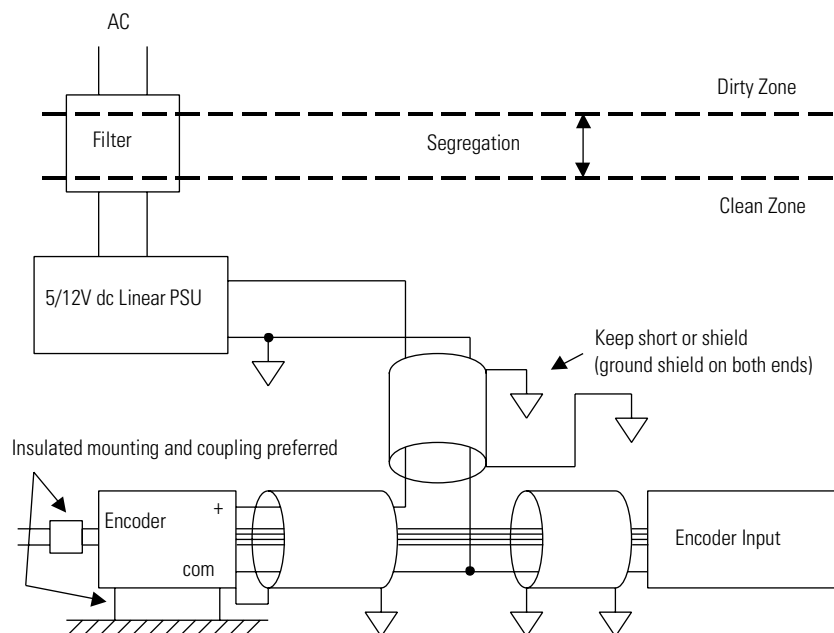 AC
Dirty Zone
Filter
Segregation
Clean Zone
5/12V dc Linear PSU
Keep short or shield
(ground shield on both ends)
Insulated mounting and coupling preferred
Encoder
+
com
Encoder Input